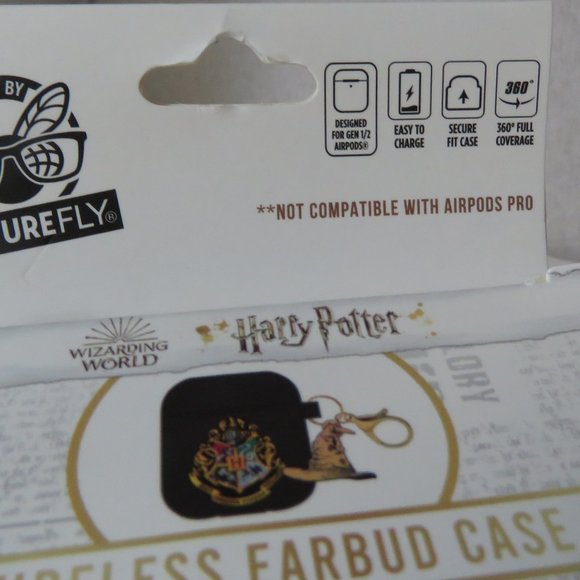 BY
UREFLY®
DESIGNED
FOR GEN 1/2
AIRPODS®
EASY TO
CHARGE
SECURE
FIT CASE
360°
360° FULL
COVERAGE
**NOT COMPATIBLE WITH AIRPODS PRO
WIZARDING
WORLD
Harry Potter
ORY
H
EARBUD CASE